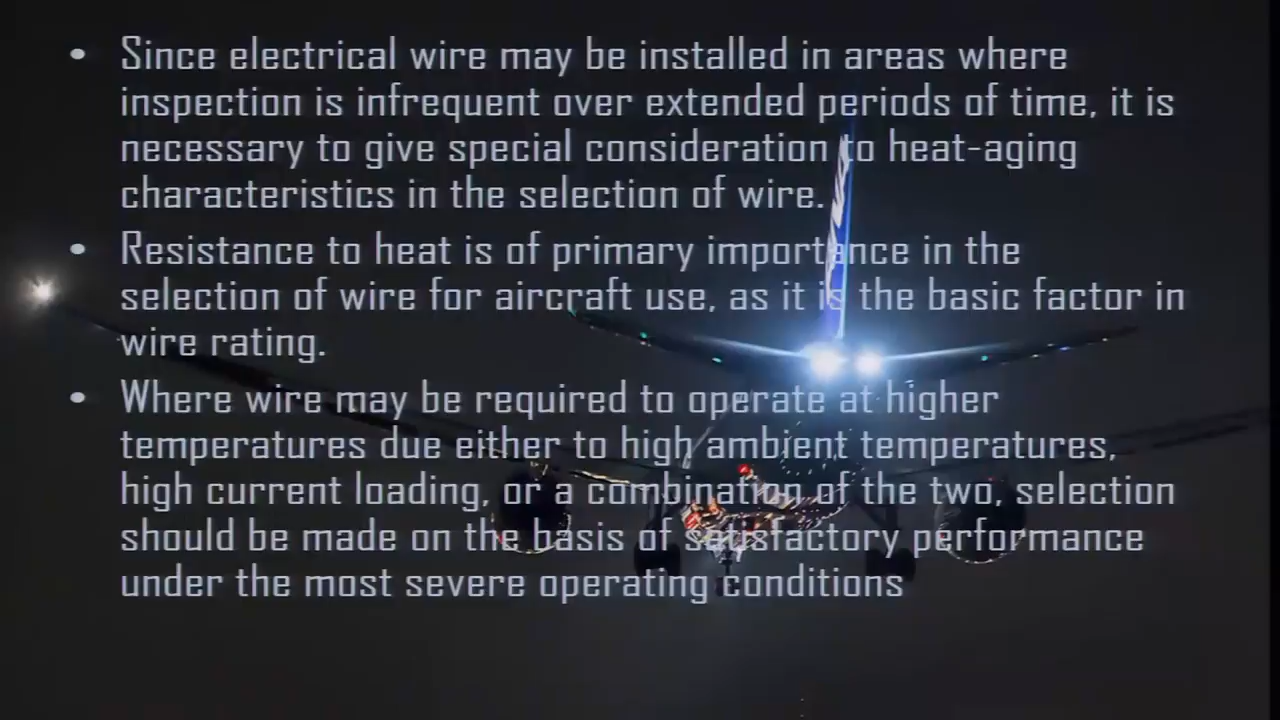 • Since electrical wire may be installed in areas where
inspection is infrequent over extended periods of time, it is
necessary to give special consideration to heat-aging
characteristics in the selection of wire.
• Resistance to heat is of primary importance in the
selection of wire for aircraft use, as it is the basic factor in
wire rating.
• Where wire may be required to operate at higher
temperatures due either to high ambient temperatures,
high current loading, or a combination of the two, selection
should be made on the basis of satisfactory performance
under the most severe operating conditions